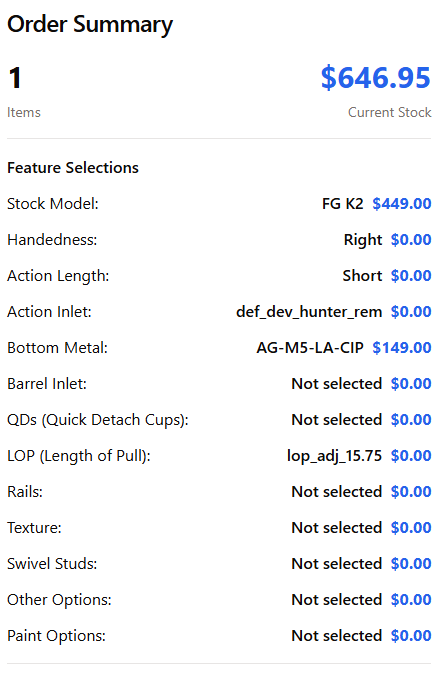 Order Summary
1 $646.95
Items Current Stock
Feature Selections
Stock Model: FG K2 $449.00
Handedness: Right $0.00
Action Length: Short $0.00
Action Inlet: def_dev_hunter_rem $0.00
Bottom Metal: AG-M5-LA-CIP $149.00
Barrel Inlet: Not selected $0.00
QDs (Quick Detach Cups): Not selected $0.00
LOP (Length of Pull): lop_adj_15.75 $0.00
Rails: Not selected $0.00
Texture: Not selected $0.00
Swivel Studs: Not selected $0.00
Other Options: Not selected $0.00
Paint Options: Not selected $0.00